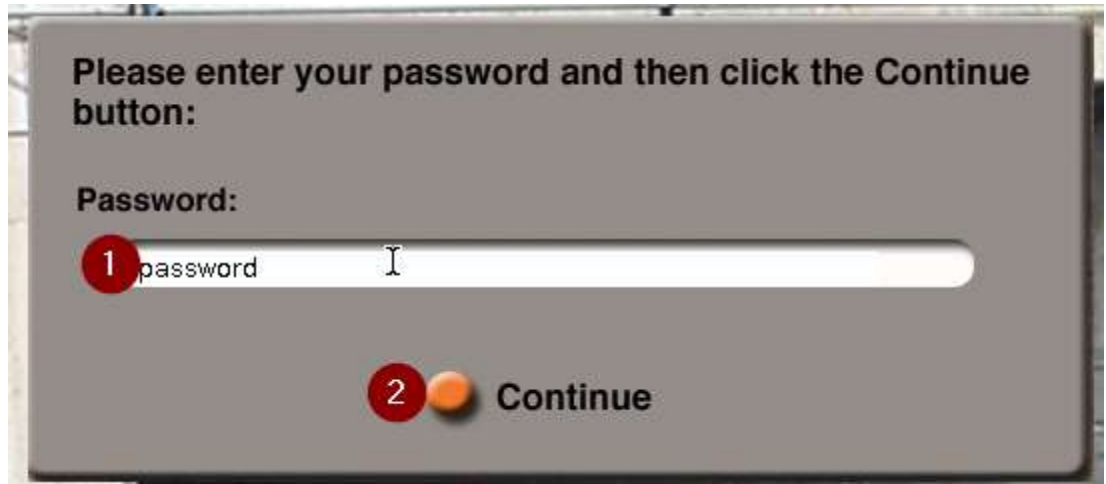 Please enter your password and then click the Continue
button:
Password:
1 password
2 Continue